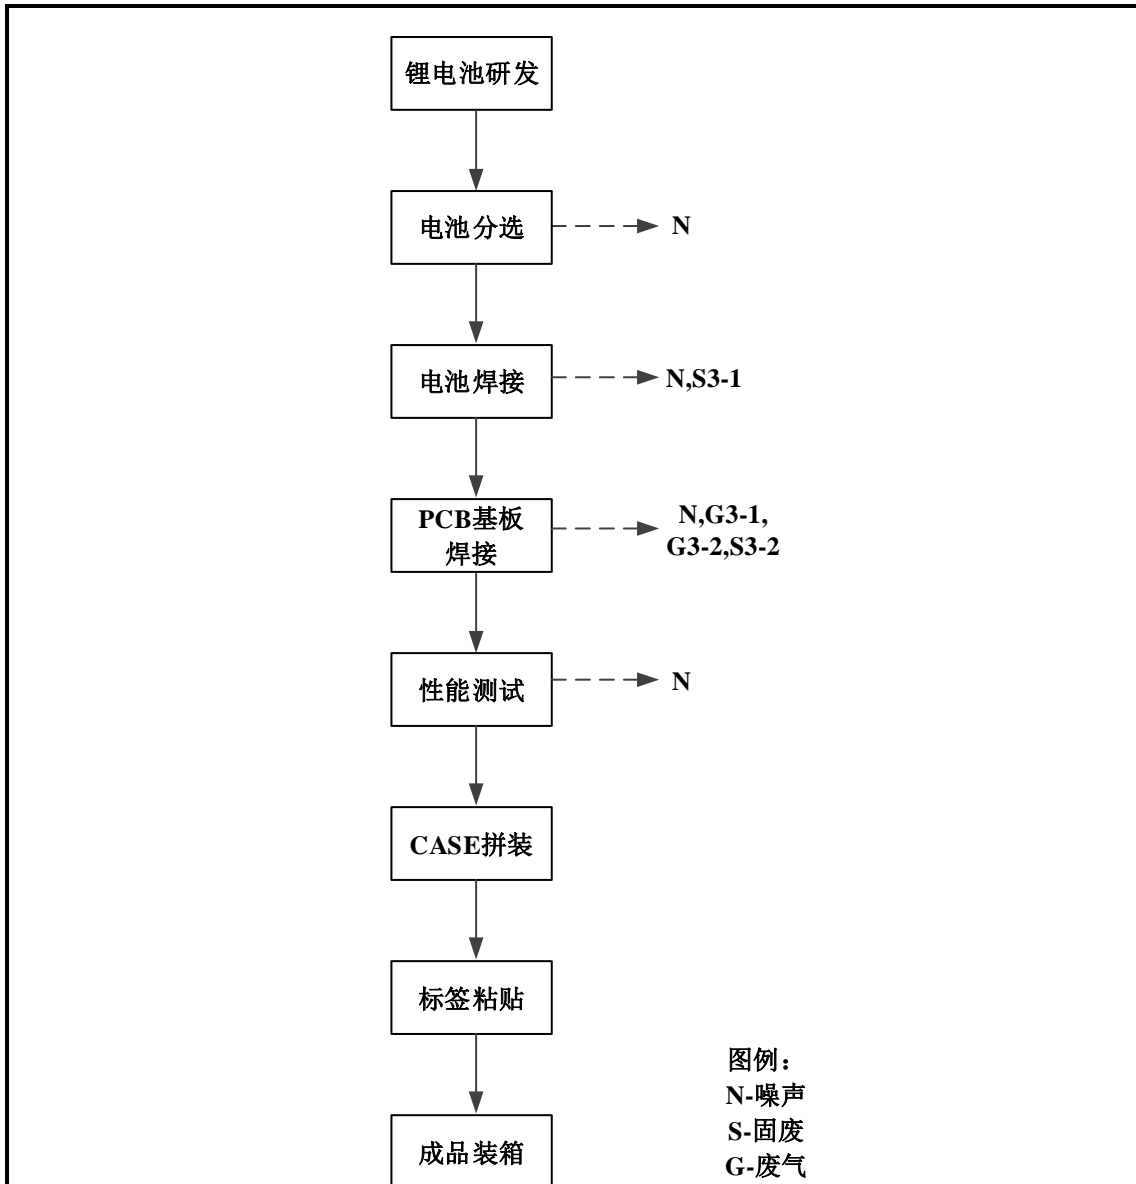 锂电池研发
电池分选
N
电池焊接
N,S3-1
PCB基板
焊接
N,G3-1,
G3-2,S3-2
性能测试
N
CASE拼装
标签粘贴
成品装箱
图例：
N-噪声
S-固废
G-废气